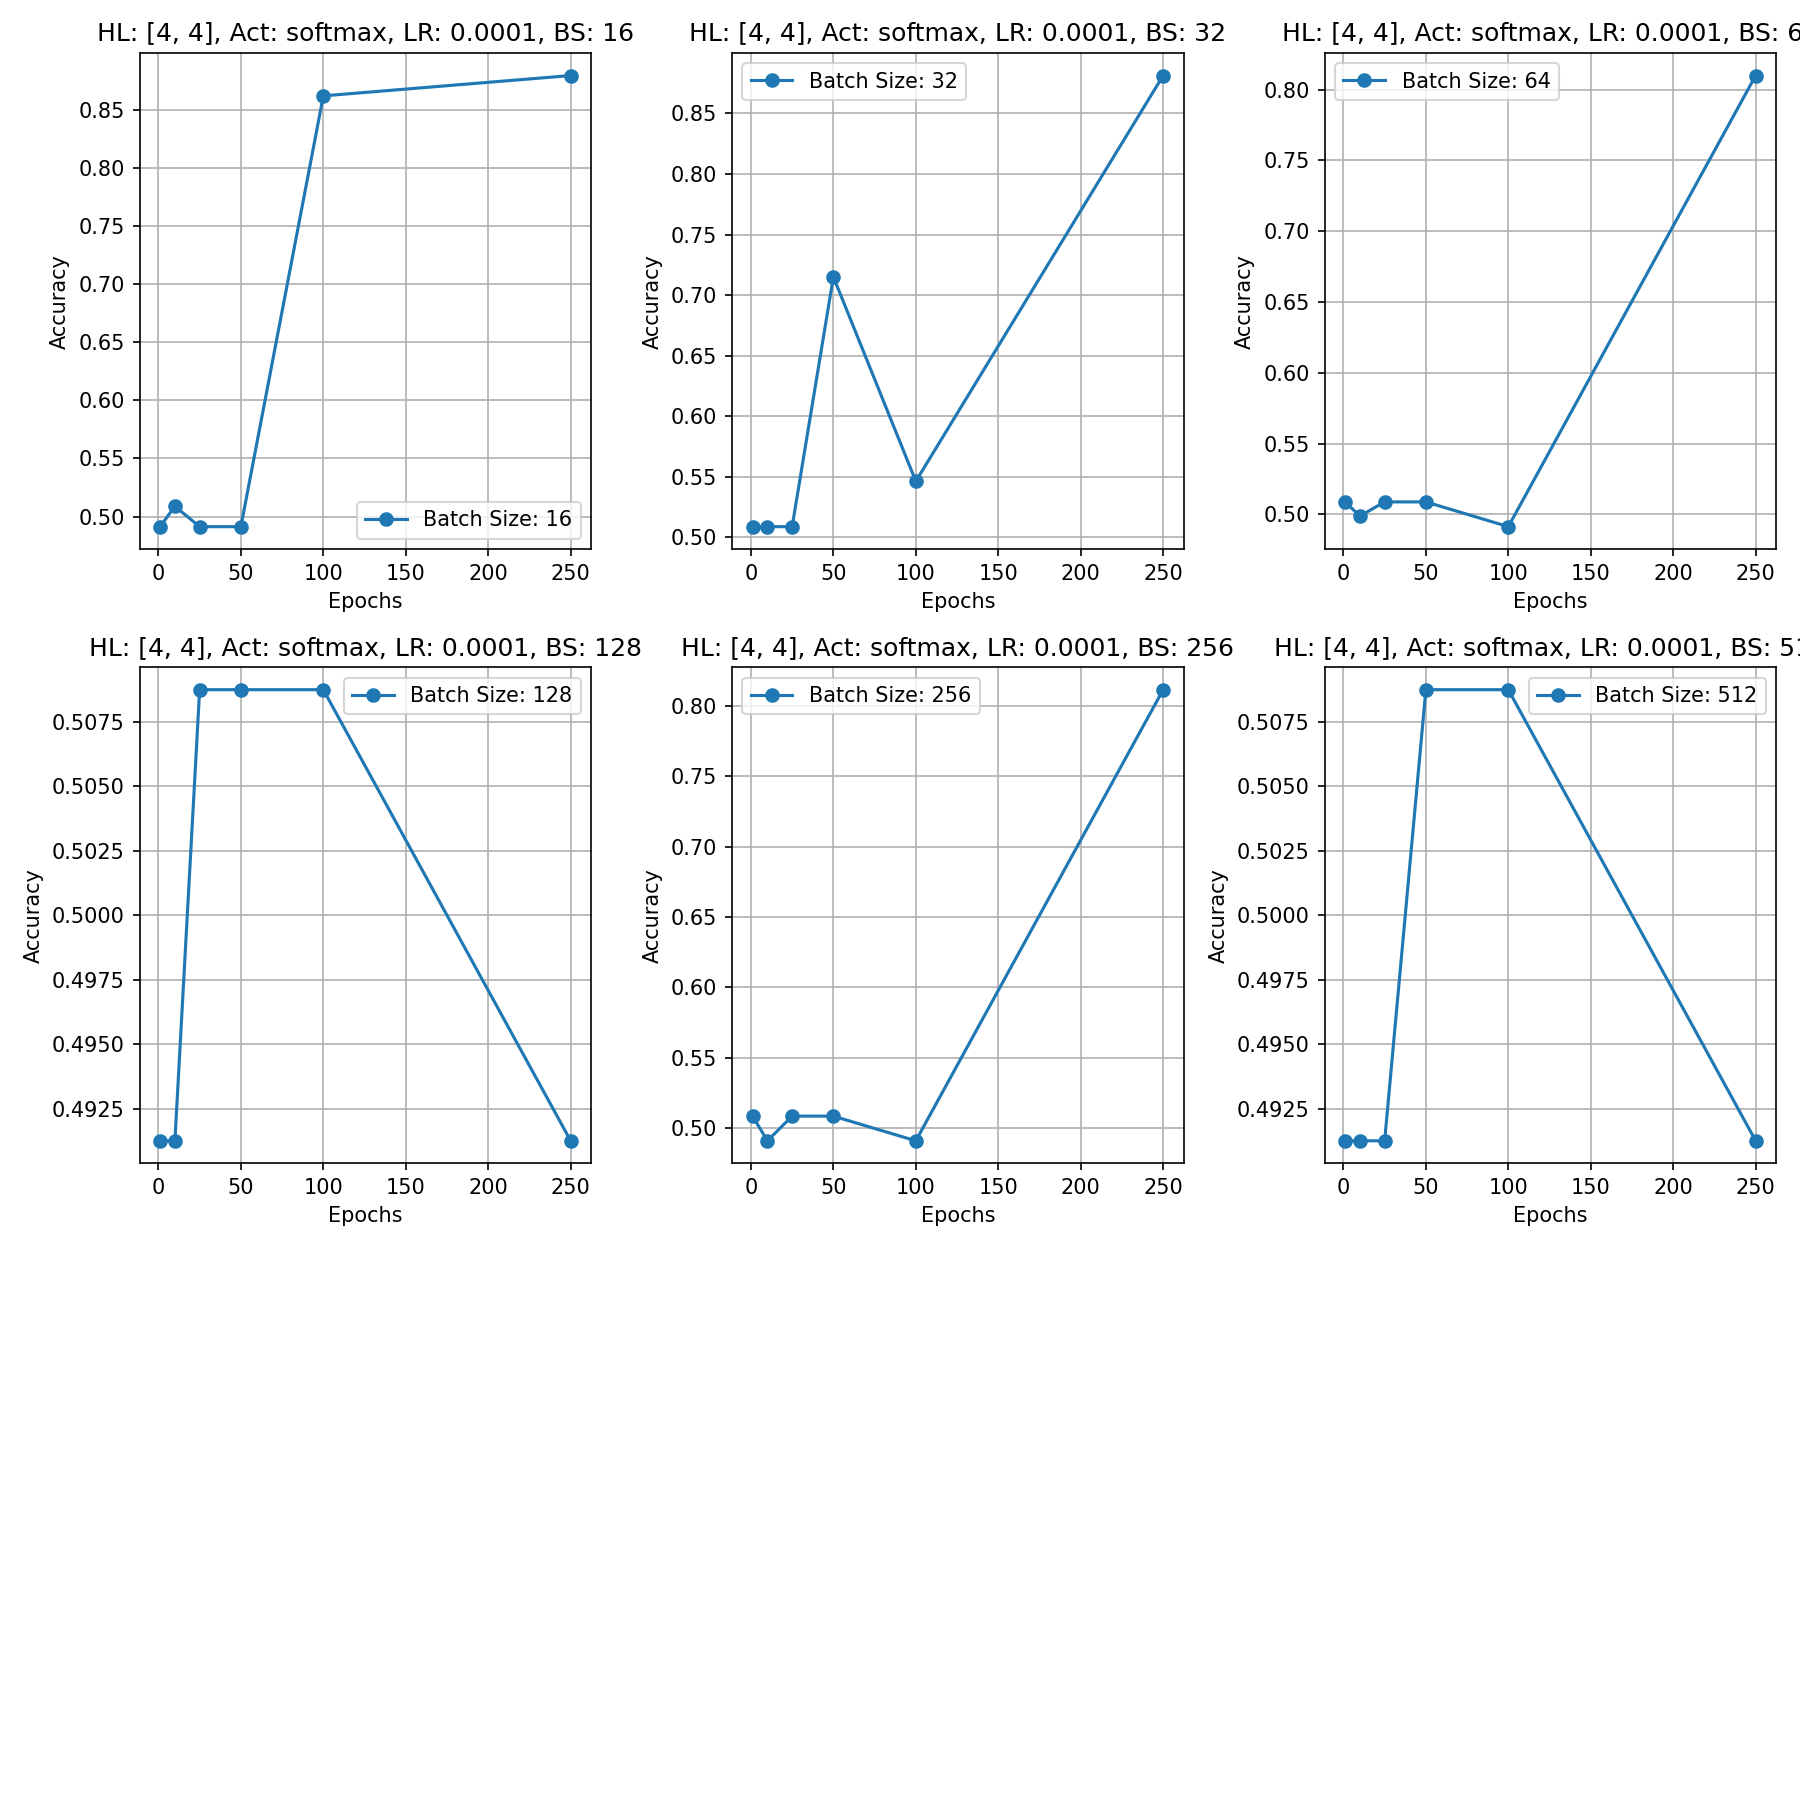 HL: [4, 4], Act: softmax, LR: 0.0001, BS: 16
0.85
0.80
0.75
0.70
0.65
0.60
0.55
0.50
Accuracy
Batch Size: 16
0 50 100 150 200 250
Epochs
HL: [4, 4], Act: softmax, LR: 0.0001, BS: 32
Batch Size: 32
0.85
0.80
0.75
0.70
0.65
0.60
0.55
0.50
Accuracy
0 50 100 150 200 250
Epochs
HL: [4, 4], Act: softmax, LR: 0.0001, BS: 6
Batch Size: 64
0.80
0.75
0.70
0.65
0.60
0.55
0.50
Accuracy
0 50 100 150 200 250
Epochs
HL: [4, 4], Act: softmax, LR: 0.0001, BS: 128
Batch Size: 128
0.5075
0.5050
0.5025
0.5000
0.4975
0.4950
0.4925
Accuracy
0 50 100 150 200 250
Epochs
HL: [4, 4], Act: softmax, LR: 0.0001, BS: 256
Batch Size: 256
0.80
0.75
0.70
0.65
0.60
0.55
0.50
Accuracy
0 50 100 150 200 250
Epochs
HL: [4, 4], Act: softmax, LR: 0.0001, BS: 51
Batch Size: 512
0.5075
0.5050
0.5025
0.5000
0.4975
0.4950
0.4925
Accuracy
0 50 100 150 200 250
Epochs